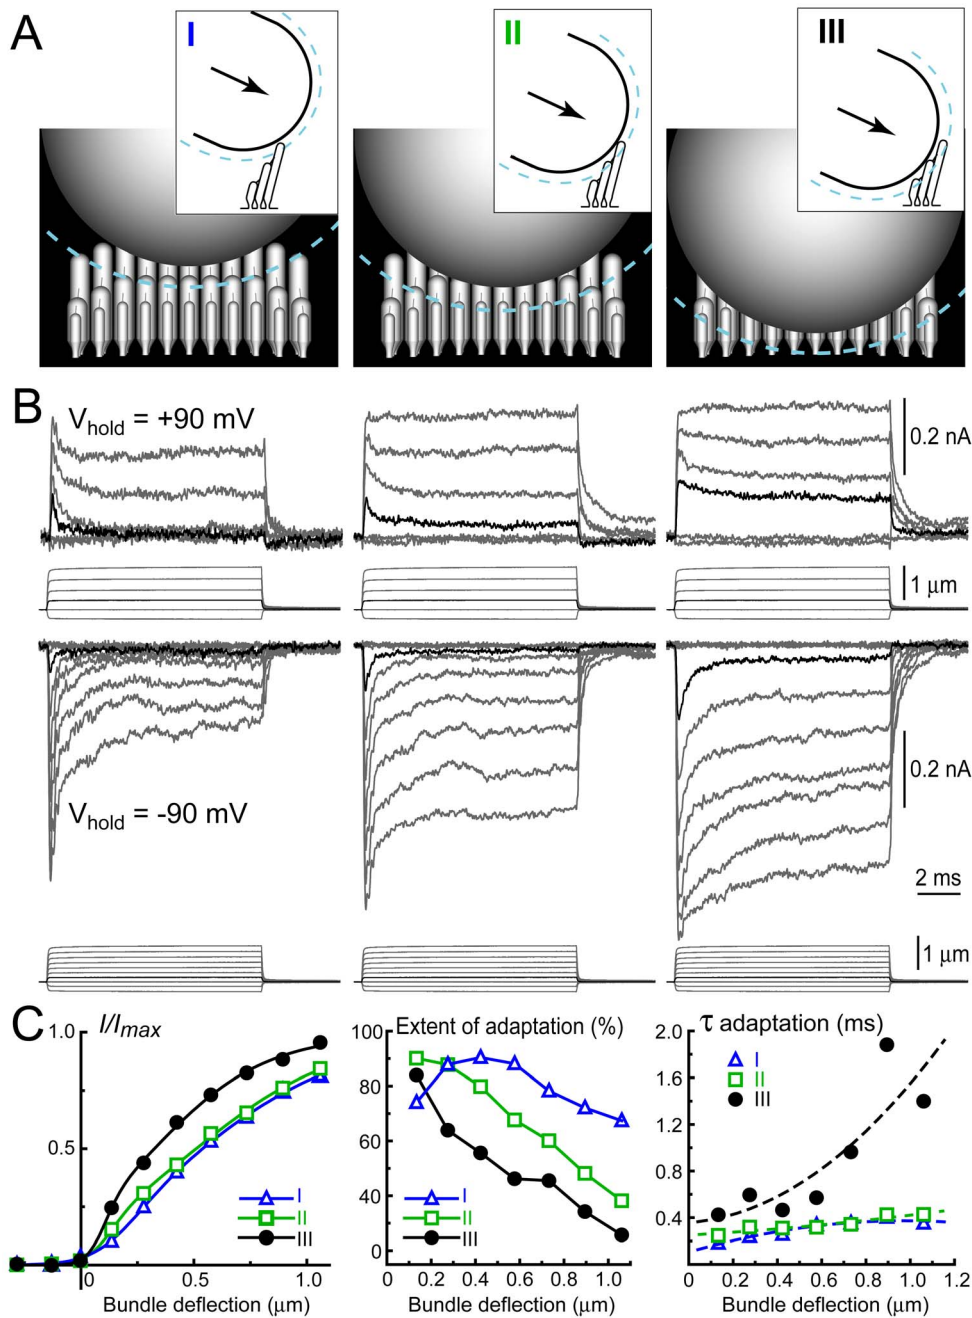 A
I
II
III
B
V_hold = +90 mV
0.2 nA
1 μm
V_hold = -90 mV
0.2 nA
2 ms
1 μm
C
I/I_max
1.0
0.5
0
0.5
1.0
Bundle deflection (μm)
I
II
III
Extent of adaptation (%)
100
80
60
40
20
0
0
0.2
0.4
0.6
0.8
1.0
Bundle deflection (μm)
I
II
III
τ adaptation (ms)
2.0
1.6
1.2
0.8
0.4
0
0.2
0.4
0.6
0.8
1.0
1.2
Bundle deflection (μm)
I
II
III